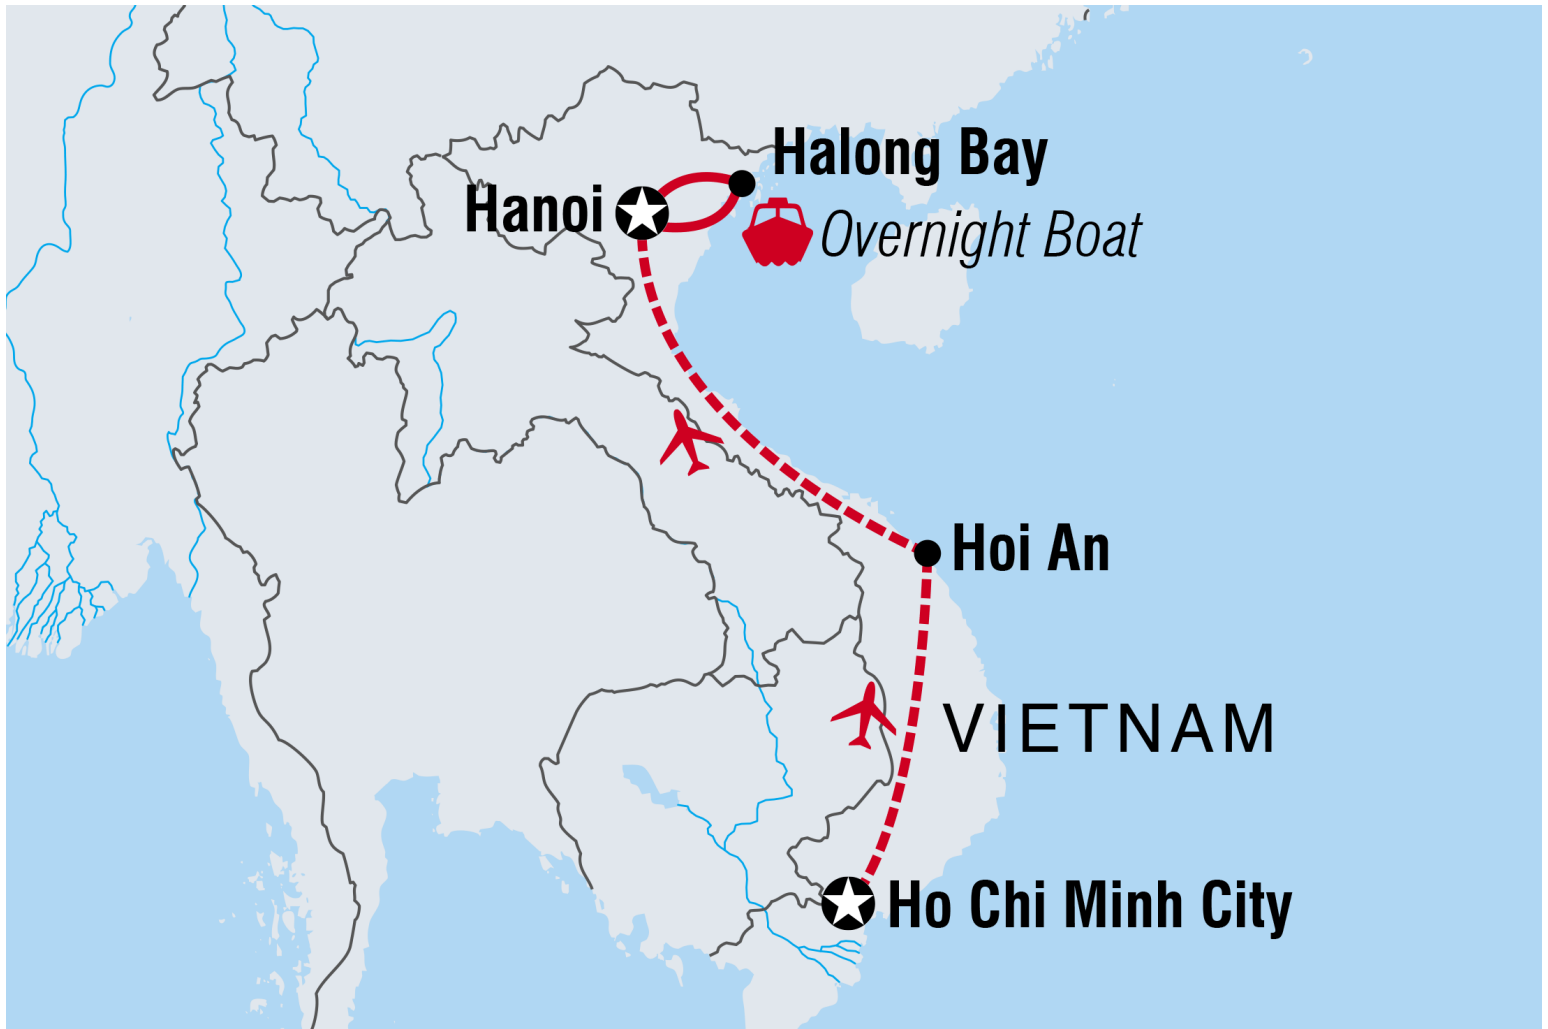 Halong Bay
Hanoi
Overnight Boat
Hoi An
VIETNAM
Ho Chi Minh City